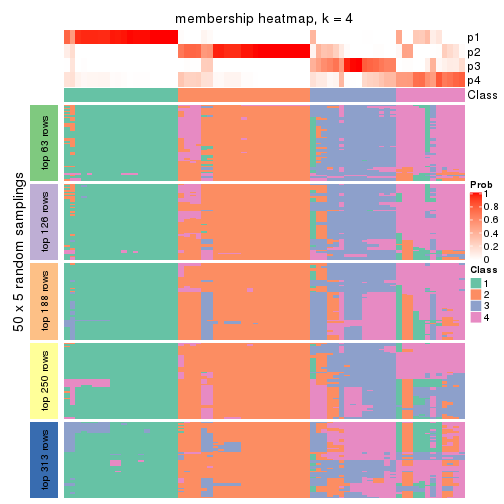 membership heatmap, k = 4
p1
p2
p3
p4
Class
50 x 5 random samplings
top 63 rows
top 126 rows
top 188 rows
top 250 rows
top 313 rows
Prob
1
0.8
0.6
0.4
0.2
0
Class
1
2
3
4